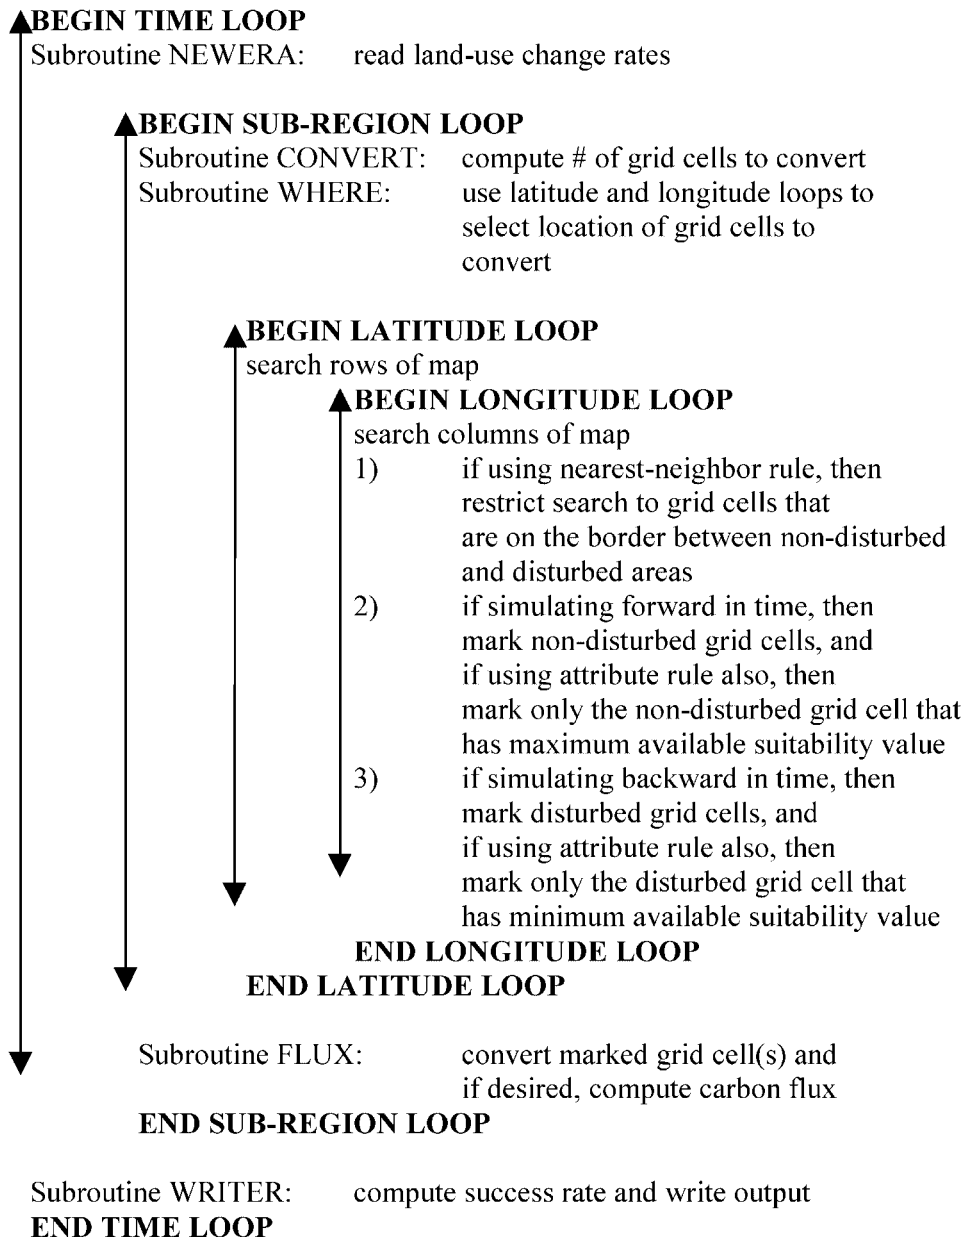 BEGIN TIME LOOP
Subroutine NEWERA: read land-use change rates
BEGIN SUB-REGION LOOP
Subroutine CONVERT: compute # of grid cells to convert
Subroutine WHERE: use latitude and longitude loops to
select location of grid cells to
convert
BEGIN LATITUDE LOOP
search rows of map
BEGIN LONGITUDE LOOP
search columns of map
1) if using nearest-neighbor rule, then
restrict search to grid cells that
are on the border between non-disturbed
and disturbed areas
2) if simulating forward in time, then
mark non-disturbed grid cells, and
if using attribute rule also, then
mark only the non-disturbed grid cell that
has maximum available suitability value
3) if simulating backward in time, then
mark disturbed grid cells, and
if using attribute rule also, then
mark only the disturbed grid cell that
has minimum available suitability value
END LONGITUDE LOOP
END LATITUDE LOOP
Subroutine FLUX: convert marked grid cell(s) and
if desired, compute carbon flux
END SUB-REGION LOOP
Subroutine WRITER: compute success rate and write output
END TIME LOOP